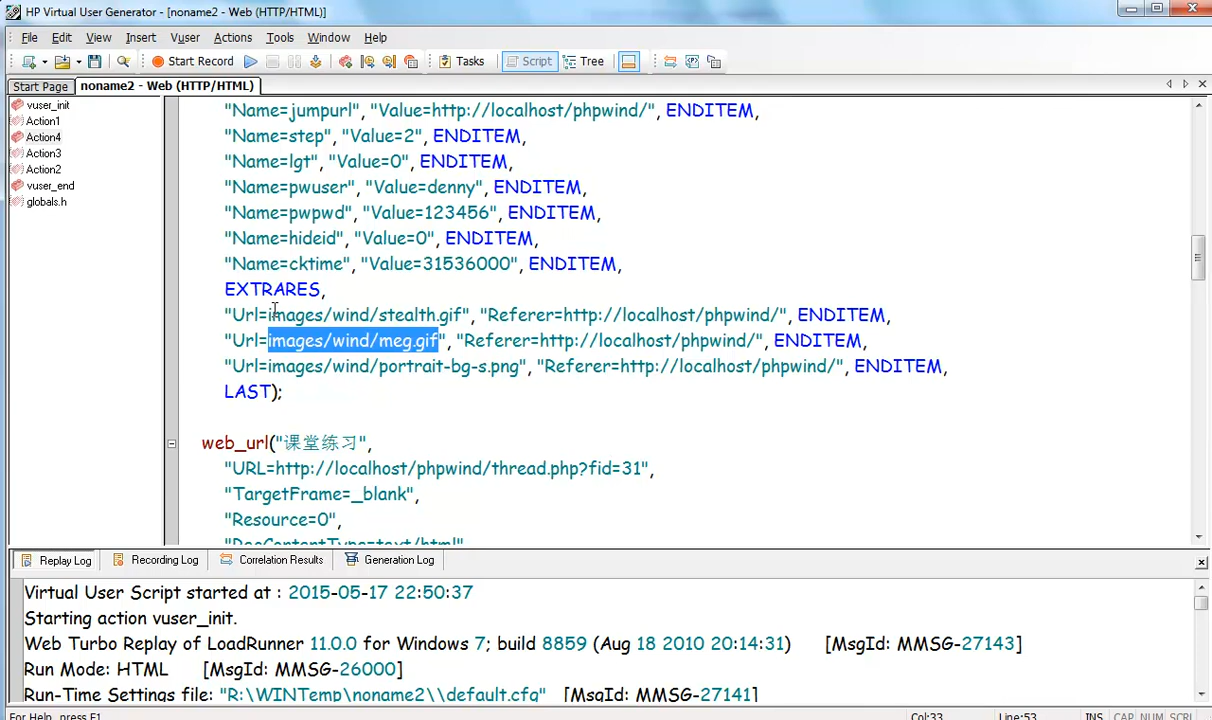 HP Virtual User Generator - [noname2 - Web (HTTP/HTML)]
File Edit View Insert Vuser Actions Tools Window Help
Start Record Tasks Script Tree
Start Page noname2 - Web (HTTP/HTML)
vuser_init
Action1
Action4
Action3
Action2
vuser_end
globals.h
"Name=jumpurl", "Value=http://localhost/phpwind/", ENDITEM,
"Name=step", "Value=2", ENDITEM,
"Name=lgt", "Value=0", ENDITEM,
"Name=pwuser", "Value=denny", ENDITEM,
"Name=pwpwd", "Value=123456", ENDITEM,
"Name=hideid", "Value=0", ENDITEM,
"Name=cktime", "Value=31536000", ENDITEM,
EXTRARES,
"Url=images/wind/stealth.gif", "Referer=http://localhost/phpwind/", ENDITEM,
"Url=images/wind/meg.gif", "Referer=http://localhost/phpwind/", ENDITEM,
"Url=images/wind/portrait-bg-s.png", "Referer=http://localhost/phpwind/", ENDITEM,
LAST);
web_url("课堂练习",
"URL=http://localhost/phpwind/thread.php?fid=31",
"TargetFrame=_blank",
"Resource=0",
"RecContentType=text/html",
Replay Log Recording Log Correlation Results Generation Log
Virtual User Script started at : 2015-05-17 22:50:37
Starting action vuser_init.
Web Turbo Replay of LoadRunner 11.0.0 for Windows 7; build 8859 (Aug 18 2010 20:14:31) [MsgId: MMSG-27143]
Run Mode: HTML [MsgId: MMSG-26000]
Run-Time Settings file: "R:\WINTemp\noname2\\default.cfg" [MsgId: MMSG-27141]
For Help, press F1. Col:33 Line:53 INS CAP NUM SCRL